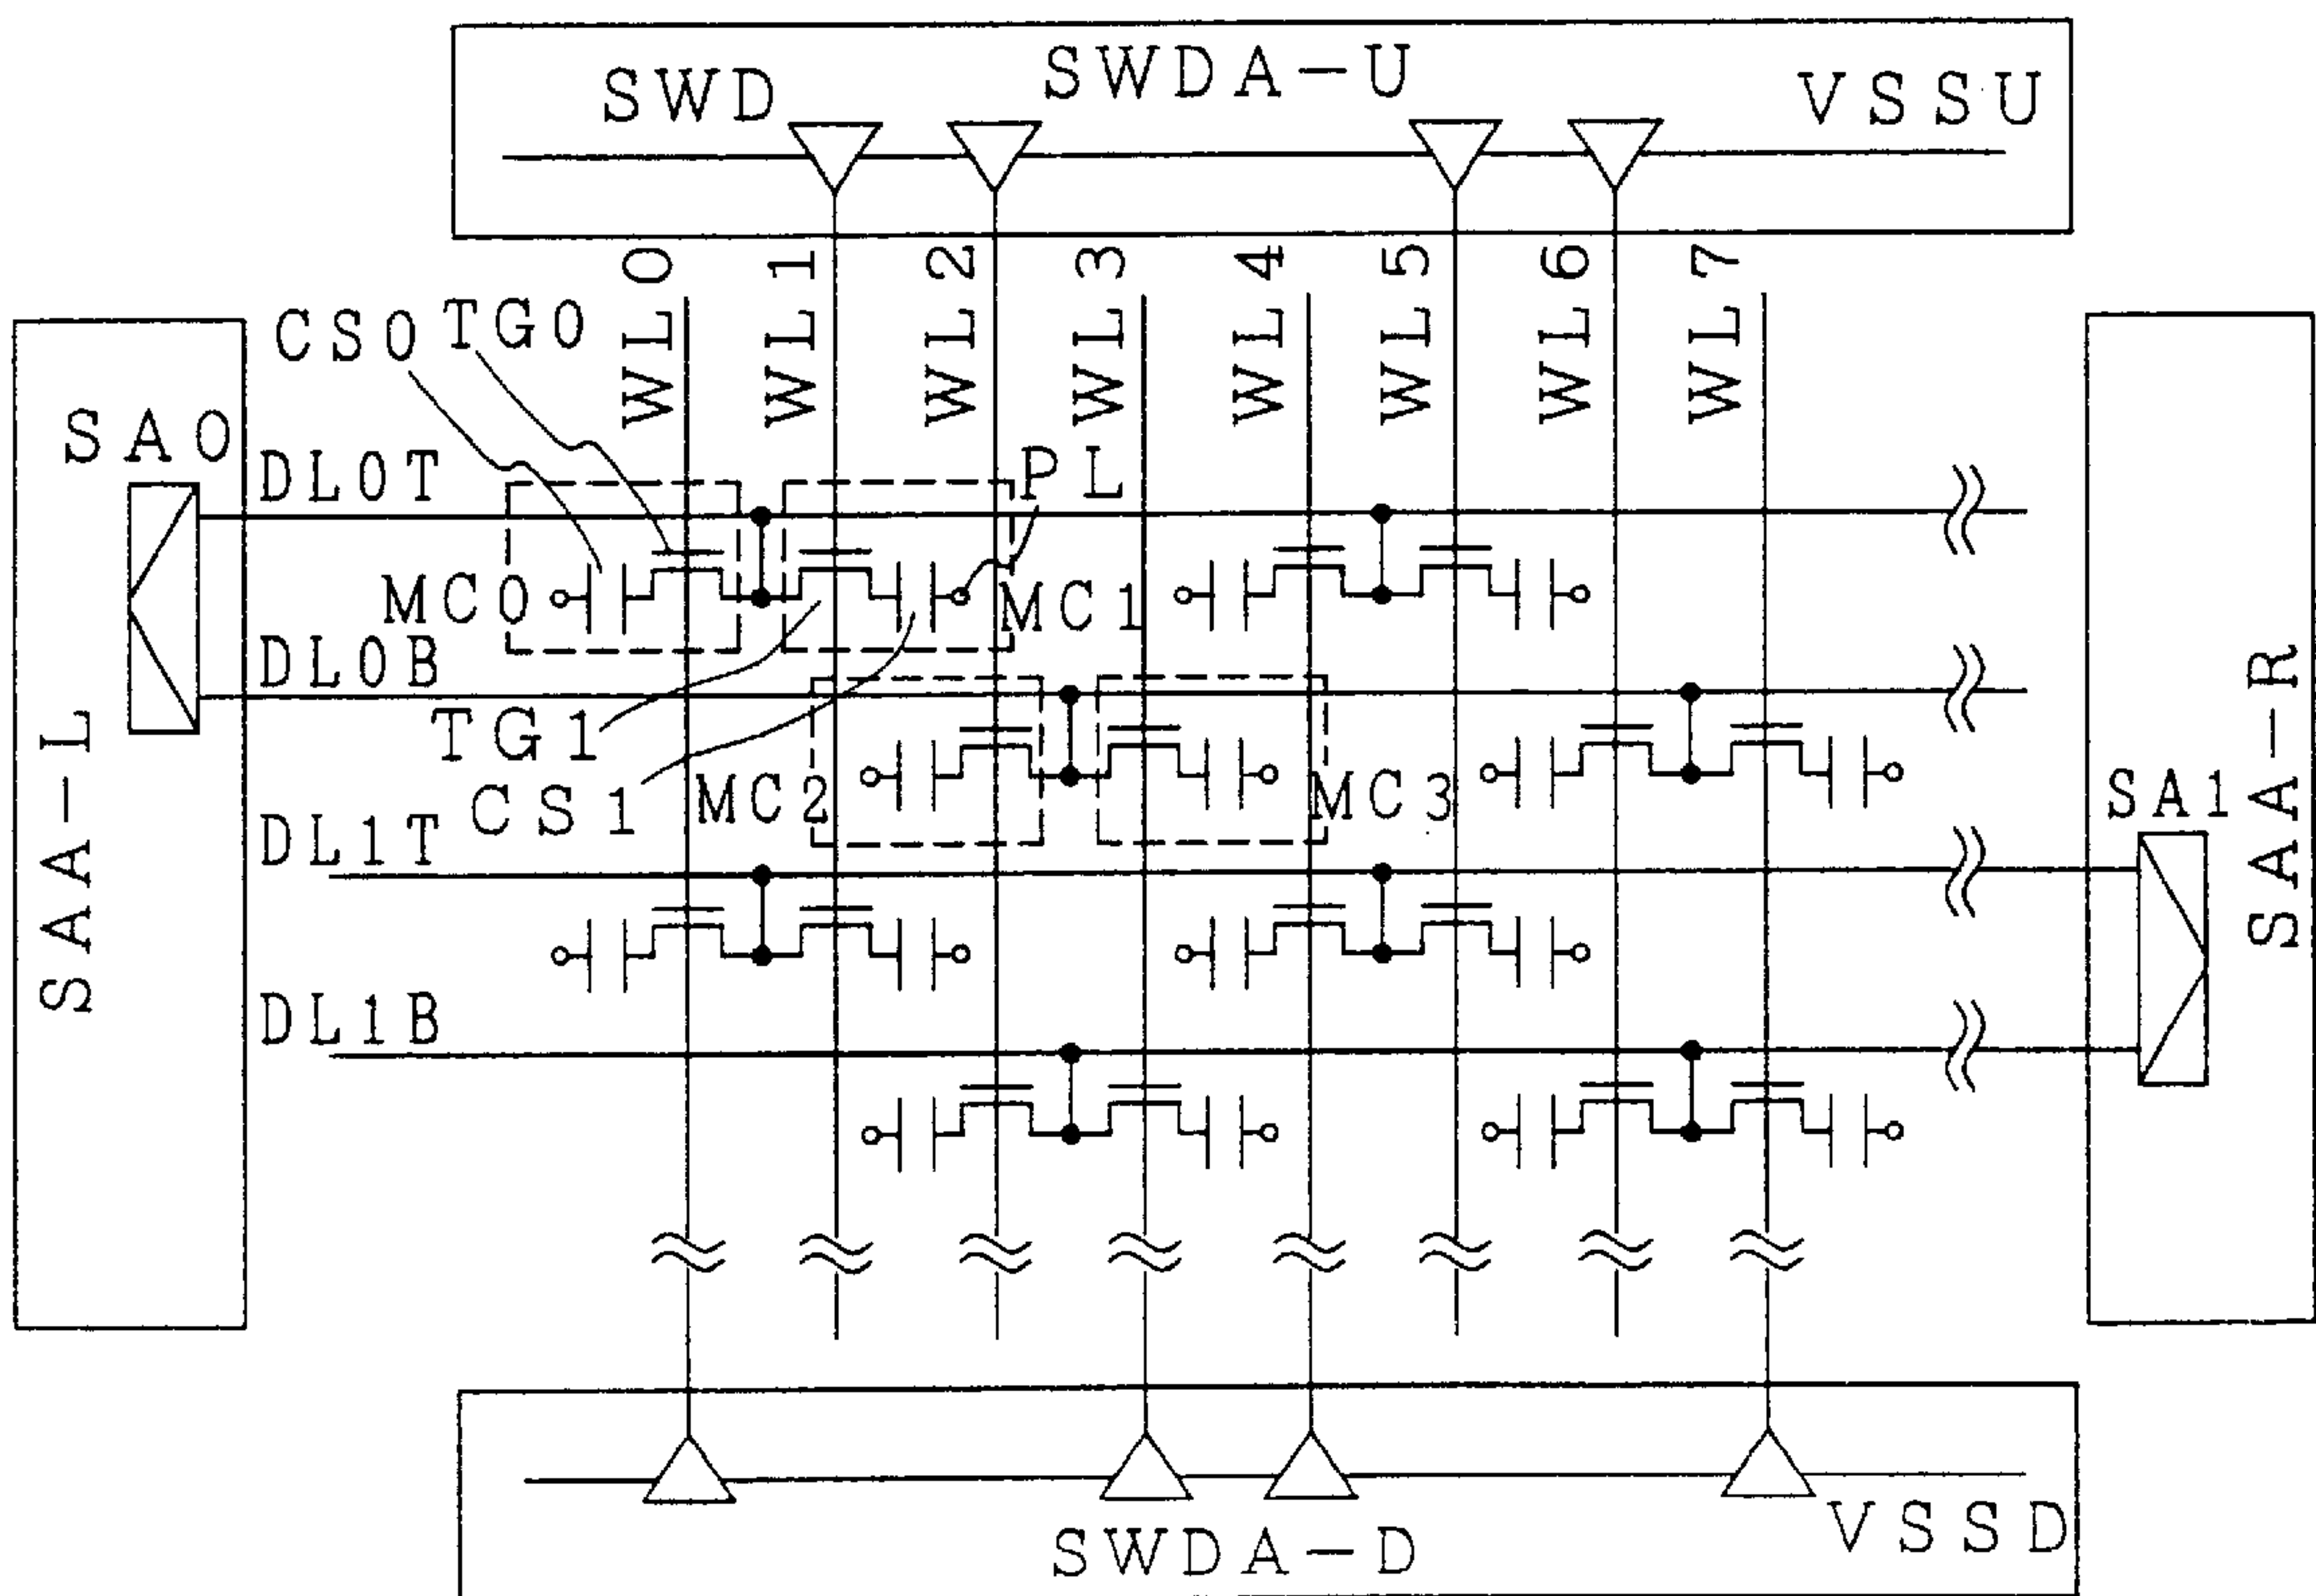 SWDA-U
SWD
VSSU
WL0
WL1
WL2
WL3
WL4
WL5
WL6
WL7
CS0
TG0
SA0
DL0T
PL
MC0
MC1
DL0B
TG1
CS1
MC2
MC3
SAA-L
SAA-R
SA1
DL1T
DL1B
VSSD
SWDA-D